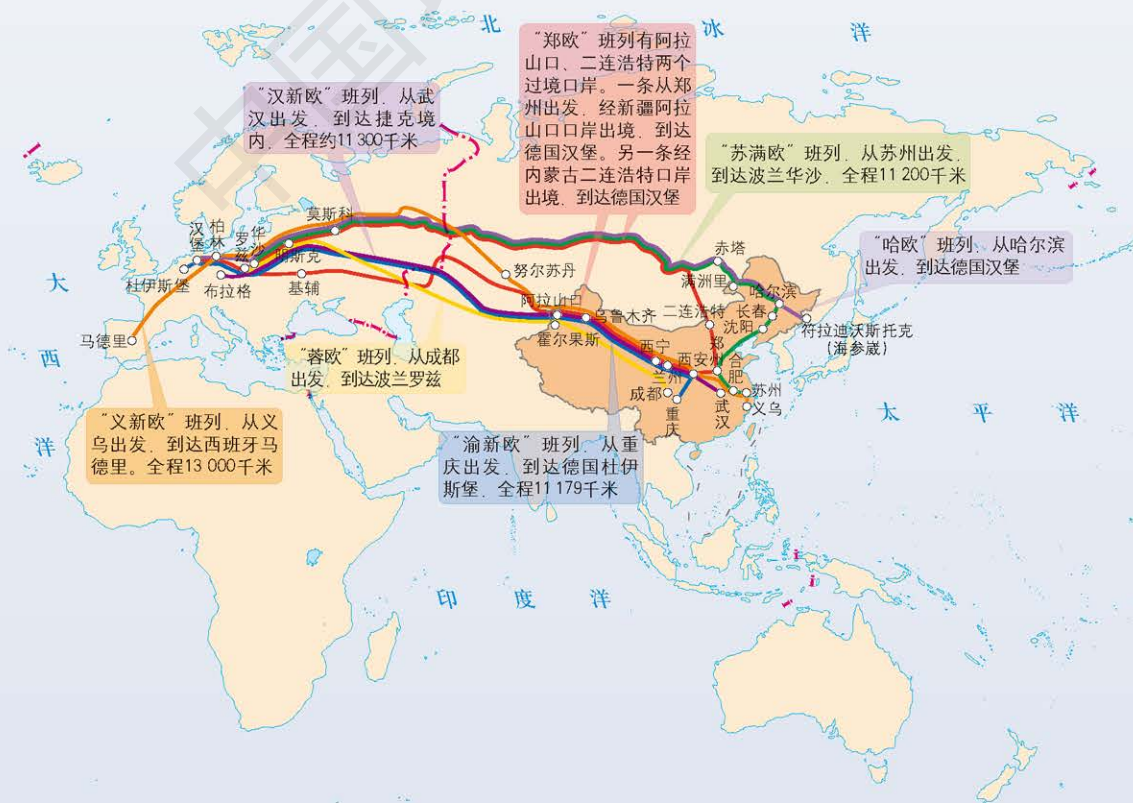 北 冰 洋
"郑欧"班列有阿拉
山口、二连浩特两个
过境口岸。一条从郑
州出发，经新疆阿拉
山口口岸出境，到达
德国汉堡。另一条经
内蒙古二连浩特口岸
出境，到达德国汉堡
"汉新欧"班列，从武
汉出发，到达捷克境
内，全程约11 300千米
"苏满欧"班列，从苏州出发，
到达波兰华沙，全程11 200千米
"哈欧"班列，从哈尔滨
出发，到达德国汉堡
莫斯科
汉堡
柏林
罗兹
华沙
明斯克
杜伊斯堡
布拉格
基辅
努尔苏丹
赤塔
满洲里
哈尔滨
阿拉山口
乌鲁木齐
二连浩特
长春
沈阳
符拉迪沃斯托克
(海参崴)
霍尔果斯
马德里
大 西 洋
西宁
西安
郑州
合肥
兰州
成都
重庆
武汉
苏州
义乌
"蓉欧"班列，从成都
出发，到达波兰罗兹
"义新欧"班列，从义
乌出发，到达西班牙马
德里。全程13 000千米
"渝新欧"班列，从重
庆出发，到达德国杜伊
斯堡，全程11 179千米
太 平 洋
印 度 洋